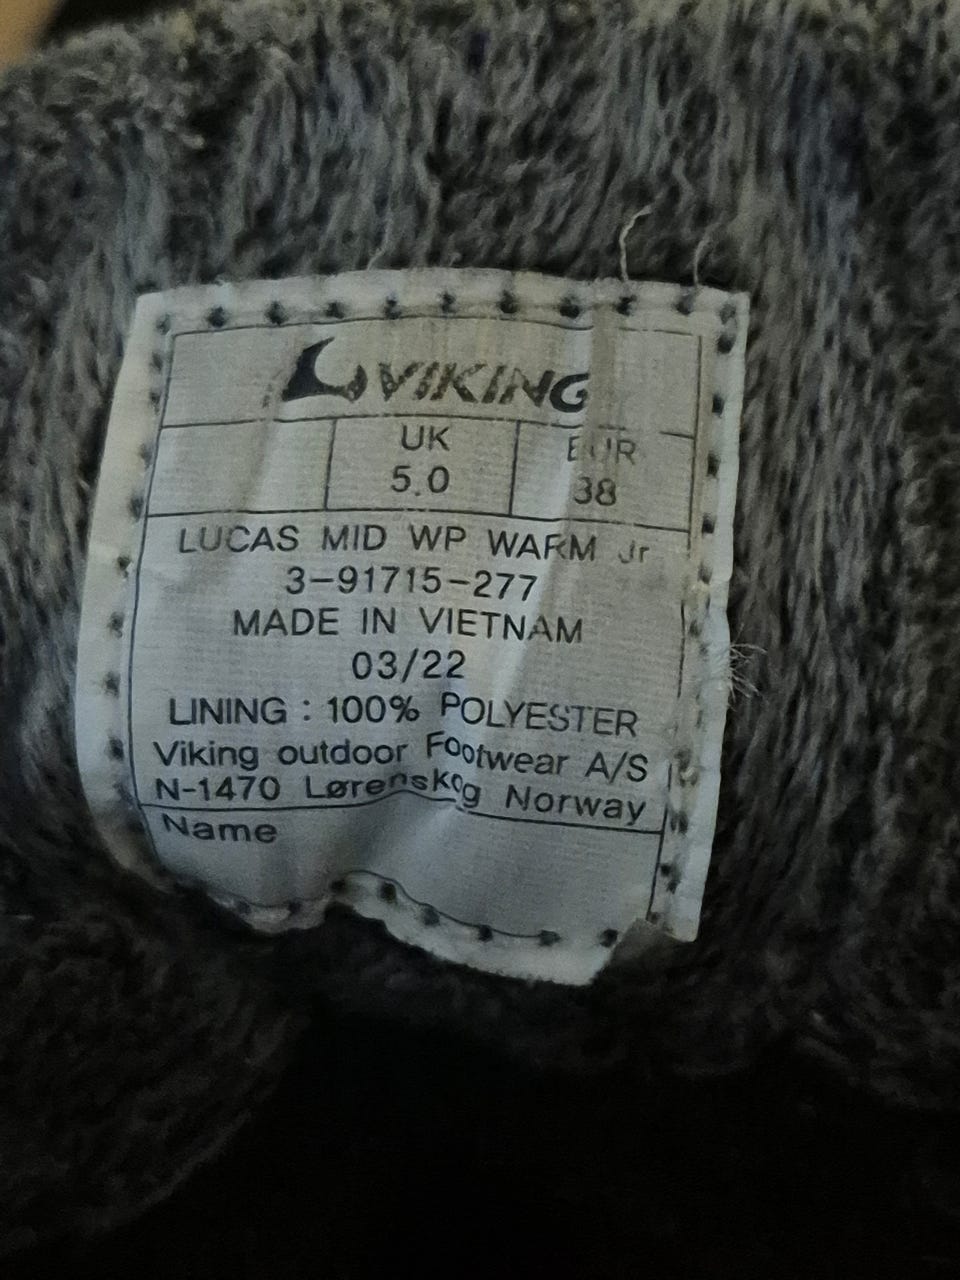 VIKING
UK EUR
5.0 38
LUCAS MID WP WARM Jr
3-91715-277
MADE IN VIETNAM
03/22
LINING : 100% POLYESTER
Viking outdoor Footwear A/S
N-1470 Lørenskog Norway
Name